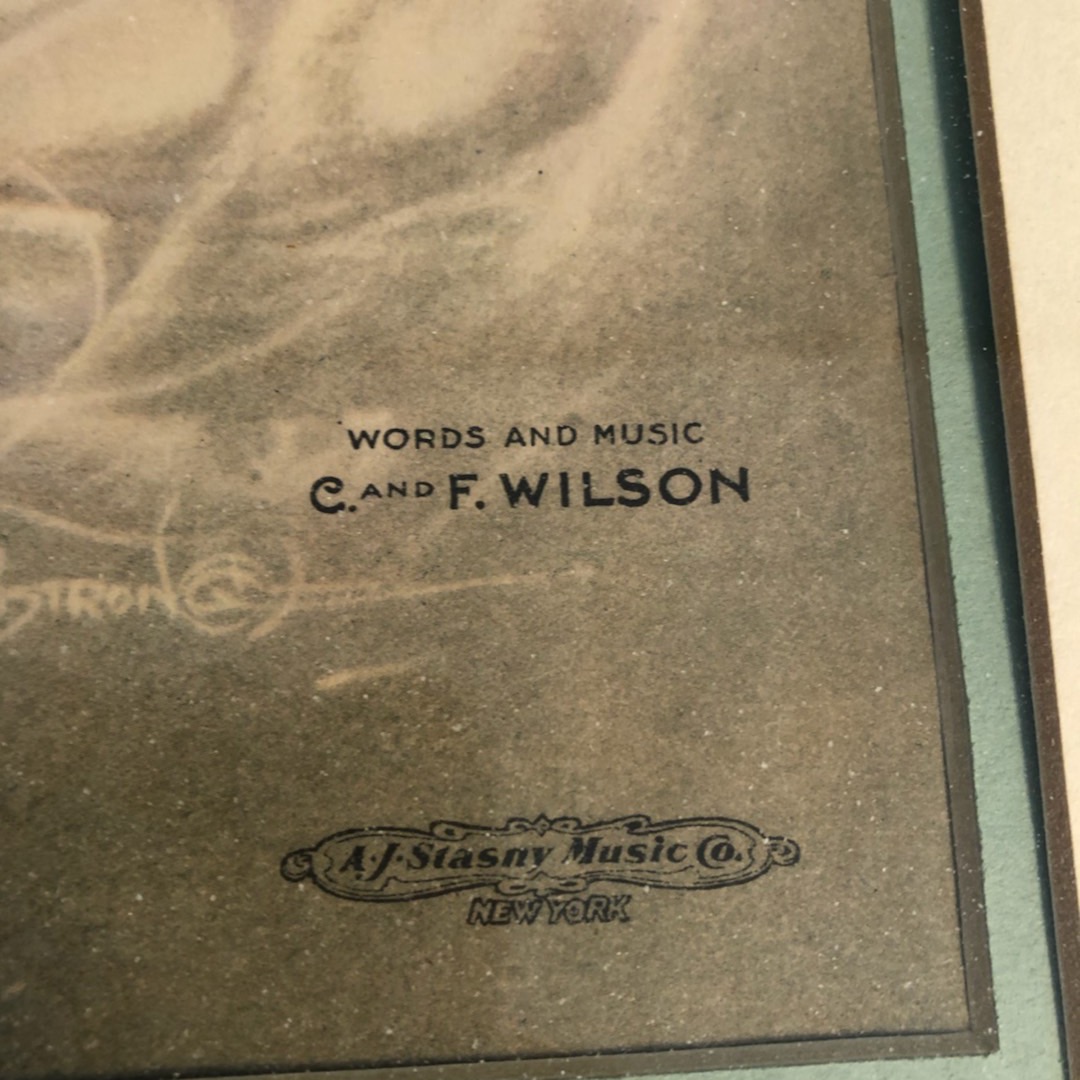 WORDS AND MUSIC
C. AND F. WILSON
A·J·Stasny Music Co.
NEW YORK